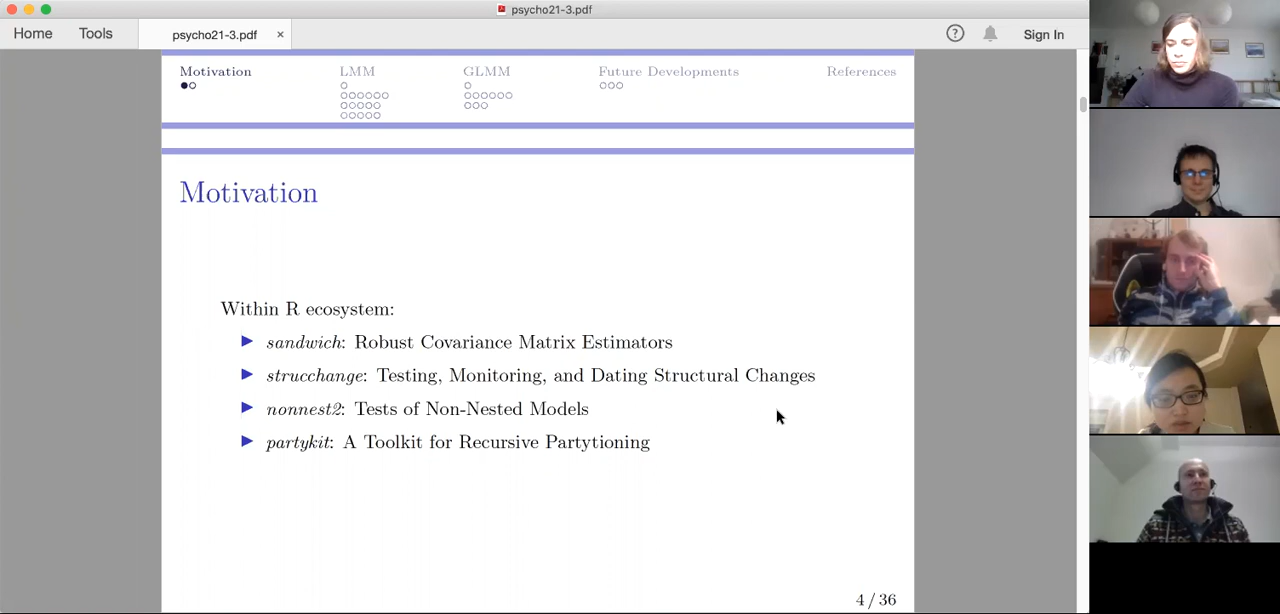 psycho21-3.pdf
Home Tools psycho21-3.pdf × ? Sign In
Motivation LMM GLMM Future Developments References
Motivation
Within R ecosystem:
sandwich: Robust Covariance Matrix Estimators
strucchange: Testing, Monitoring, and Dating Structural Changes
nonnest2: Tests of Non-Nested Models
partykit: A Toolkit for Recursive Partytioning
4 / 36